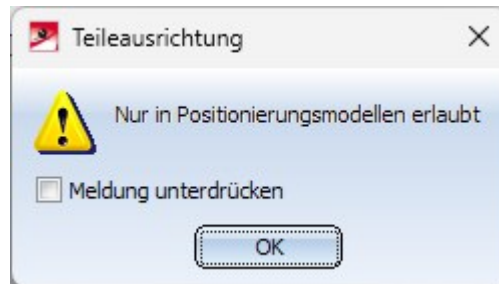 Teileausrichtung
Nur in Positionierungsmodellen erlaubt
Meldung unterdrücken
OK